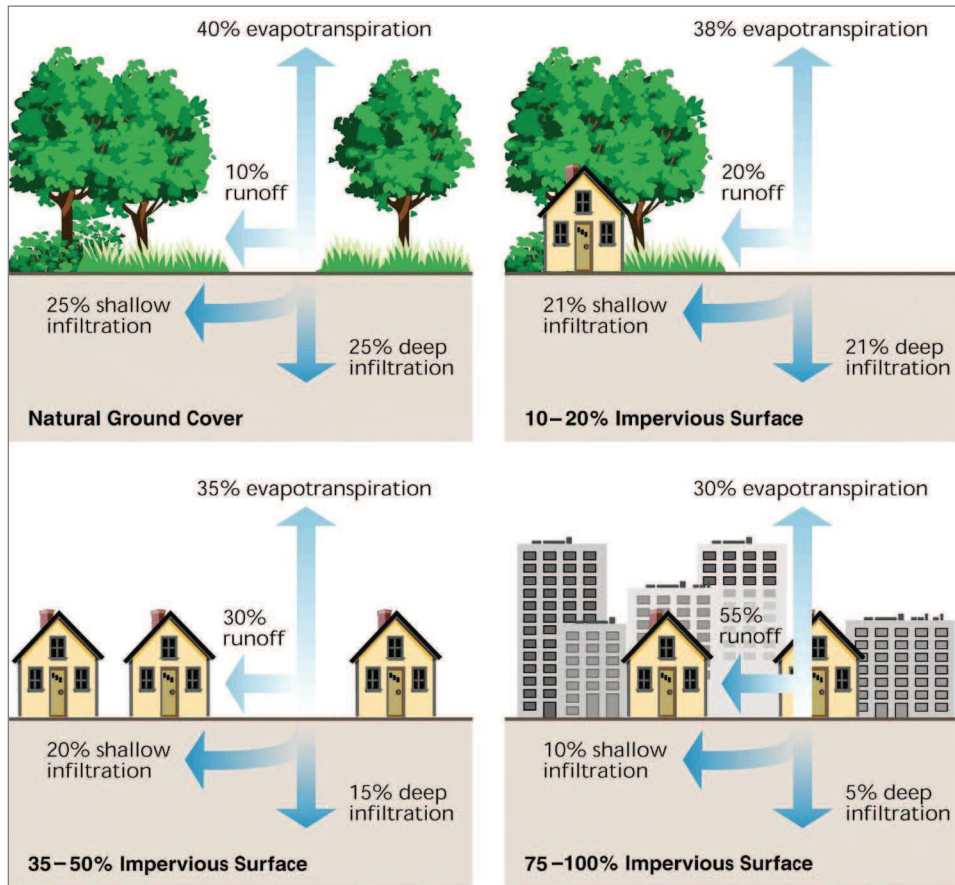 40% evapotranspiration
10%
runoff
25% shallow
infiltration
25% deep
infiltration
Natural Ground Cover
38% evapotranspiration
20%
runoff
21% shallow
infiltration
21% deep
infiltration
10–20% Impervious Surface
35% evapotranspiration
30%
runoff
20% shallow
infiltration
15% deep
infiltration
35–50% Impervious Surface
30% evapotranspiration
55%
runoff
10% shallow
infiltration
5% deep
infiltration
75–100% Impervious Surface